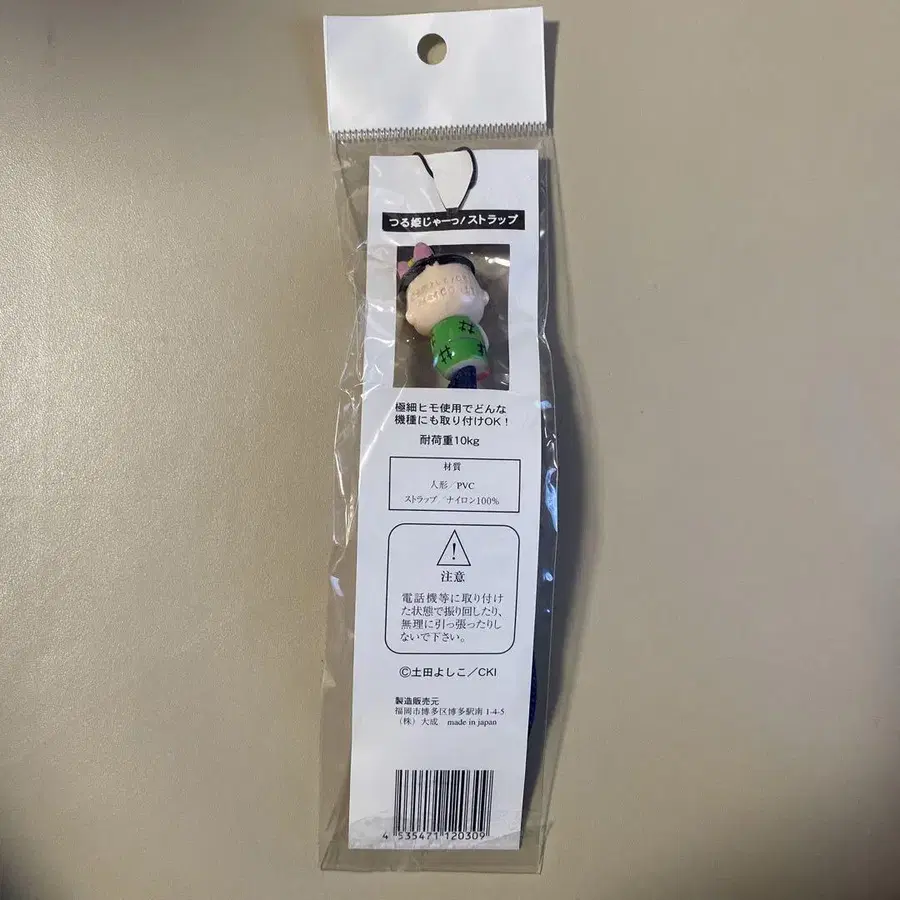 つる姫じゃーっ!ストラップ
極細ヒモ使用でどんな
機種にも取り付けOK!
耐荷重10kg
材質
人形/PVC
ストラップ/ナイロン100%
!
注意
電話機等に取り付け
た状態で振り回したり、
無理に引っ張ったりし
ないで下さい。
©土田よしこ/CKI
製造販売元
福岡市博多区博多駅南1-4-5
(株)大成 made in japan
4 535471 120309